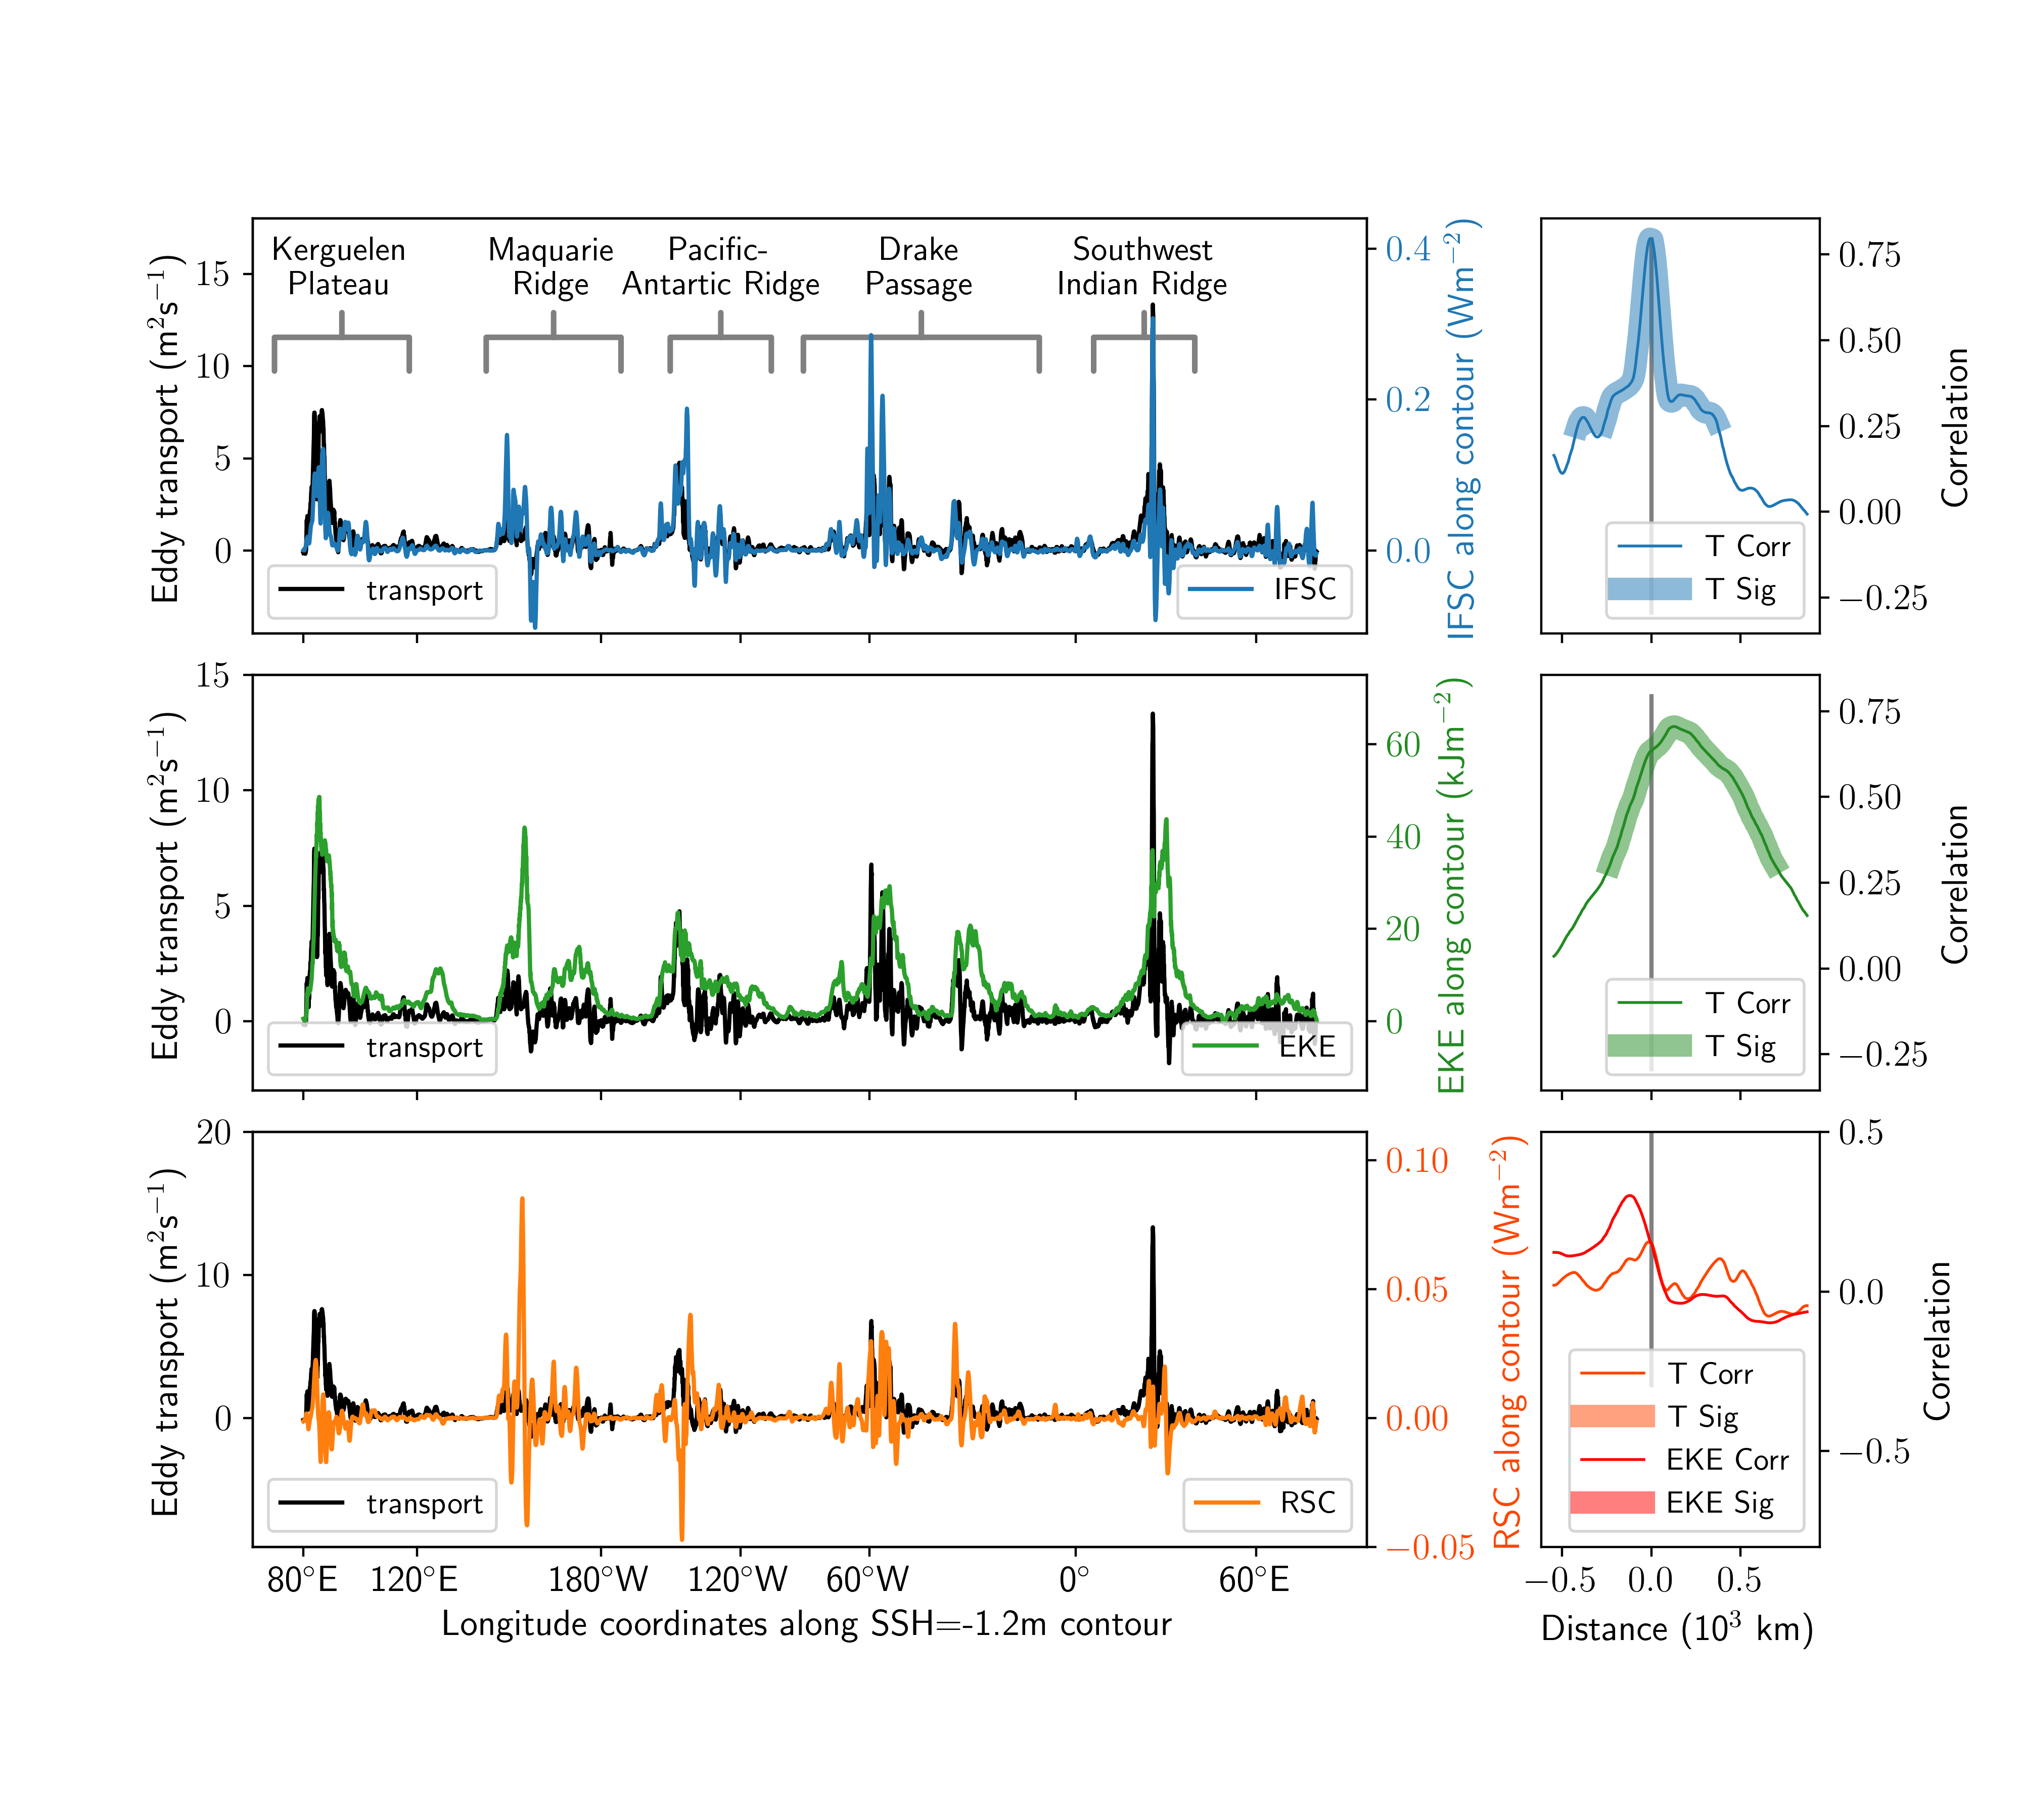 Kerguelen
Plateau
Maquarie
Ridge
Pacific-
Antartic Ridge
Drake
Passage
Southwest
Indian Ridge
Eddy transport (m²s⁻¹)
15
10
5
0
transport
IFSC
0.4
0.2
0.0
IFSC along contour (Wm⁻²)
T Corr
T Sig
0.75
0.50
0.25
0.00
−0.25
Correlation
Eddy transport (m²s⁻¹)
15
10
5
0
transport
EKE
60
40
20
0
EKE along contour (kJm⁻²)
T Corr
T Sig
0.75
0.50
0.25
0.00
−0.25
Correlation
Eddy transport (m²s⁻¹)
20
10
0
transport
RSC
0.10
0.05
0.00
−0.05
RSC along contour (Wm⁻²)
T Corr
T Sig
EKE Corr
EKE Sig
0.5
0.0
−0.5
Correlation
80°E 120°E 180°W 120°W 60°W 0° 60°E
Longitude coordinates along SSH=-1.2m contour
−0.5 0.0 0.5
Distance (10³ km)